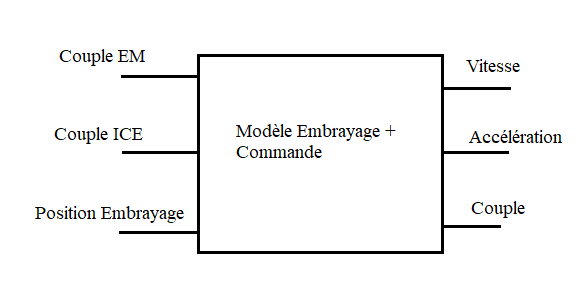 Couple EM
Vitesse
Couple ICE
Modèle Embrayage +
Commande
Accélération
Position Embrayage
Couple